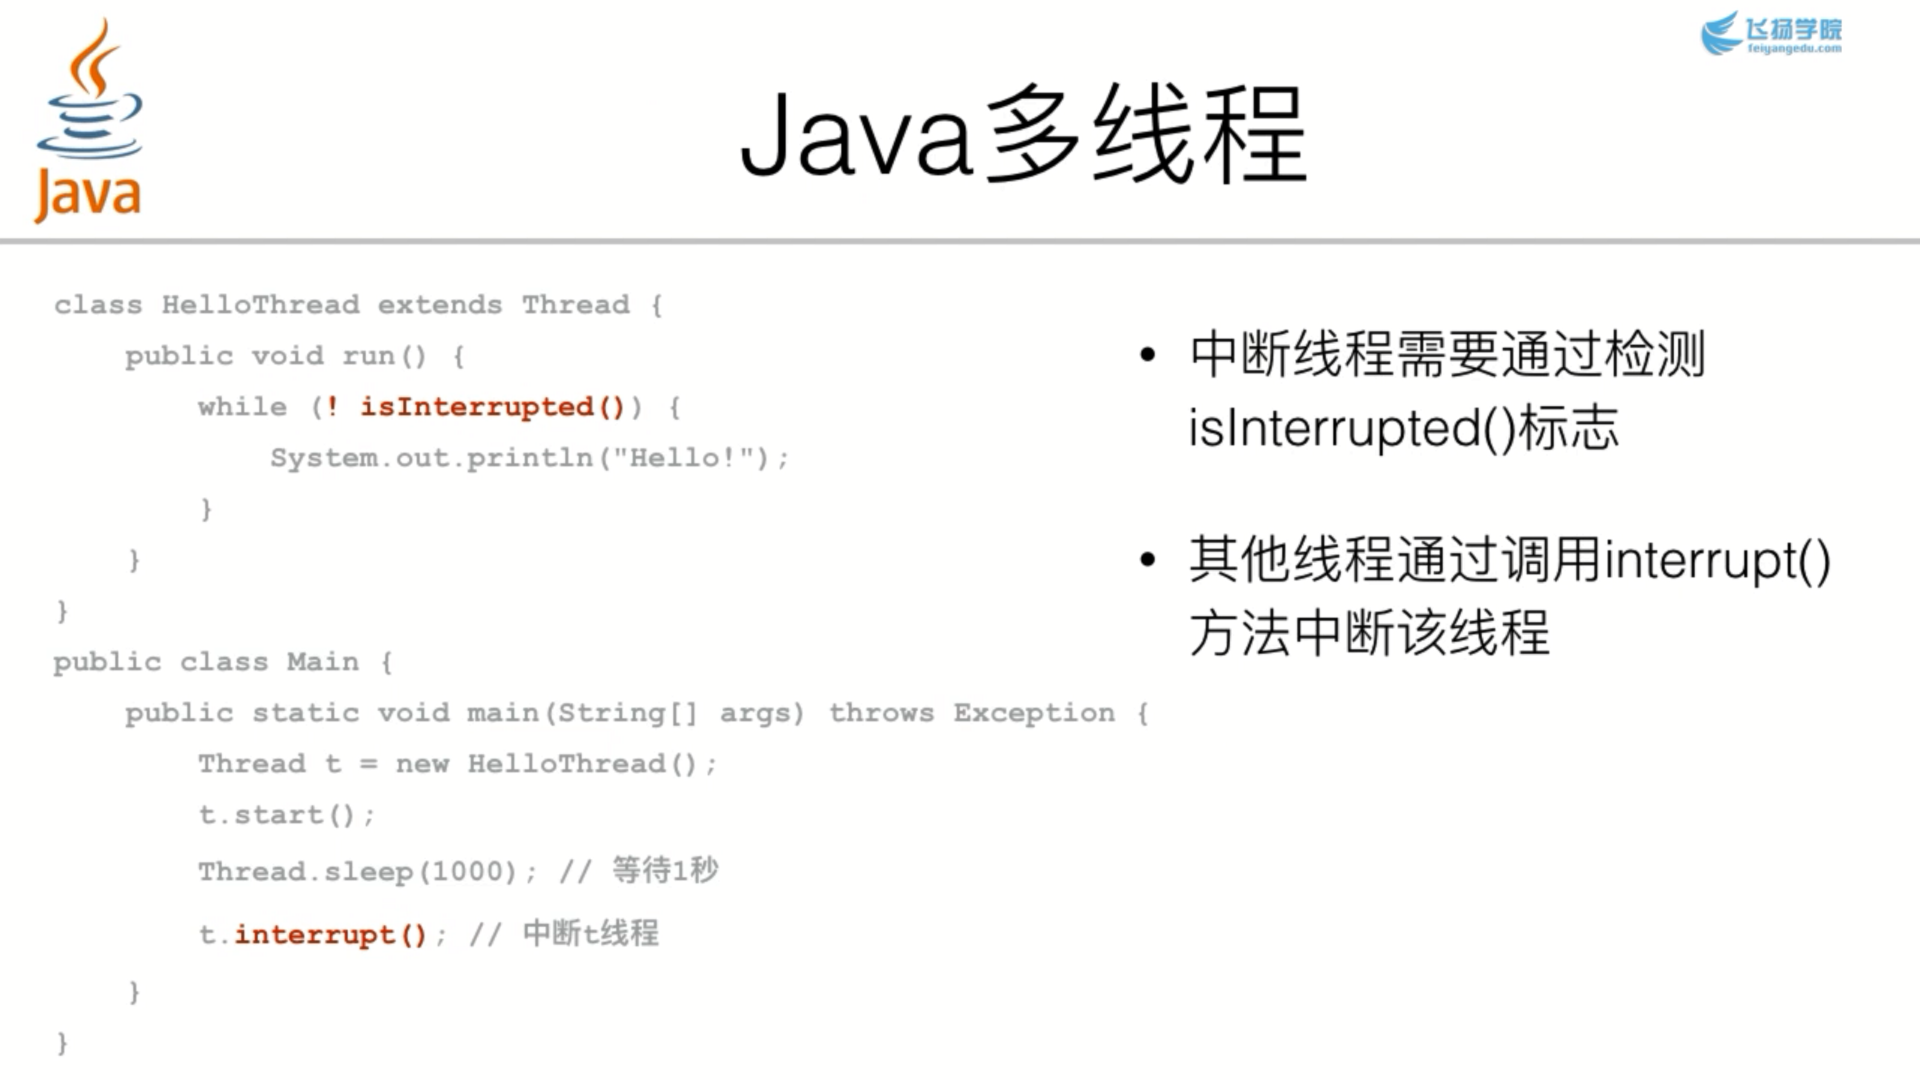 Java
飞扬学院
feiyangedu.com
Java多线程
class HelloThread extends Thread {
    public void run() {
        while (! isInterrupted()) {
            System.out.println("Hello!");
        }
    }
}
public class Main {
    public static void main(String[] args) throws Exception {
        Thread t = new HelloThread();
        t.start();
        Thread.sleep(1000); // 等待1秒
        t.interrupt(); // 中断t线程
    }
}
• 中断线程需要通过检测
isInterrupted()标志
• 其他线程通过调用interrupt()
方法中断该线程